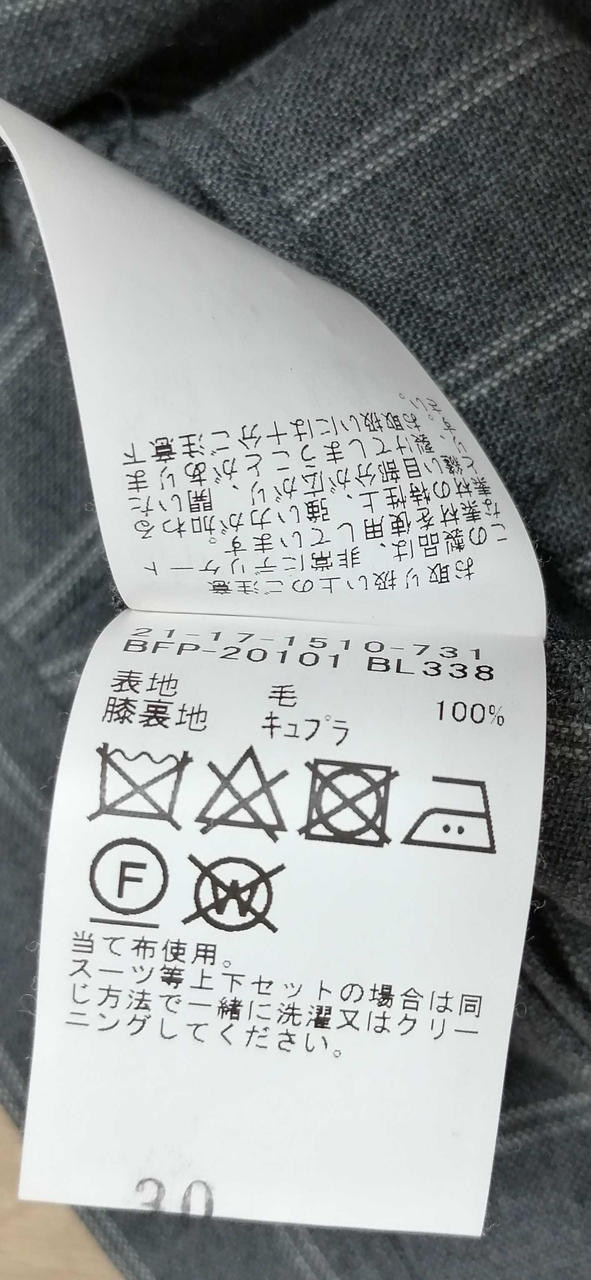 お取り扱い上のご注意
この製品は、非常にデリケート
な素材を使用しています。
素材の特性上、強い力が加わる
と縫い目部分が広がり、開いた
り、裂けてしまうことがありま
す。お取扱いには十分ご注意下
さい。
21-17-1510-731
BFP-20101 BL338
表地 毛 100%
膝裏地 キュプラ
F W
当て布使用。
スーツ等上下セットの場合は同
じ方法で一緒に洗濯又はクリー
ニングしてください。
30